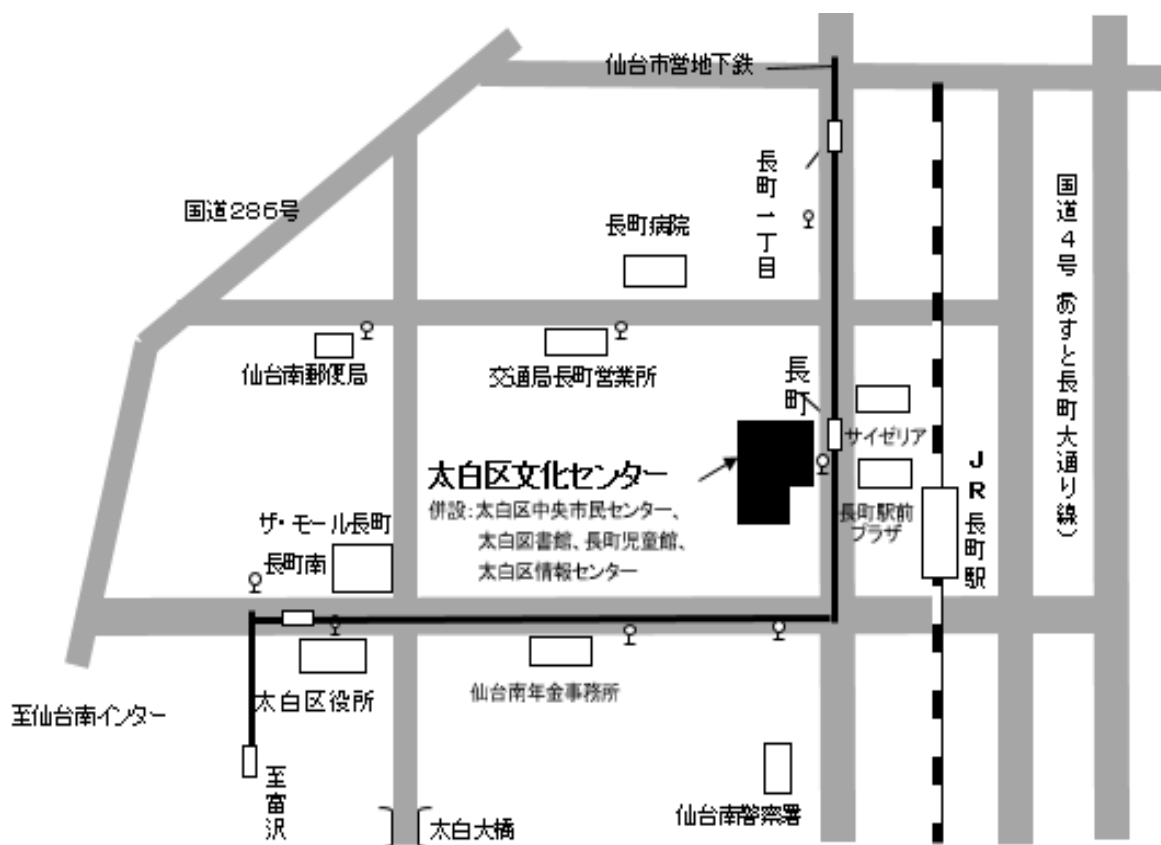 仙台市営地下鉄
長町一丁目
国道286号
長町病院
国道4号(あすと長町大通り線)
仙台南郵便局
交通局長町営業所
長町
サイゼリア
太白区文化センター
併設:太白区中央市民センター、
太白図書館、長町児童館、
太白区情報センター
長町駅前
プラザ
JR長町駅
ザ・モール長町
長町南
太白区役所
仙台南年金事務所
至仙台南インター
至富沢
太白大橋
仙台南警察署